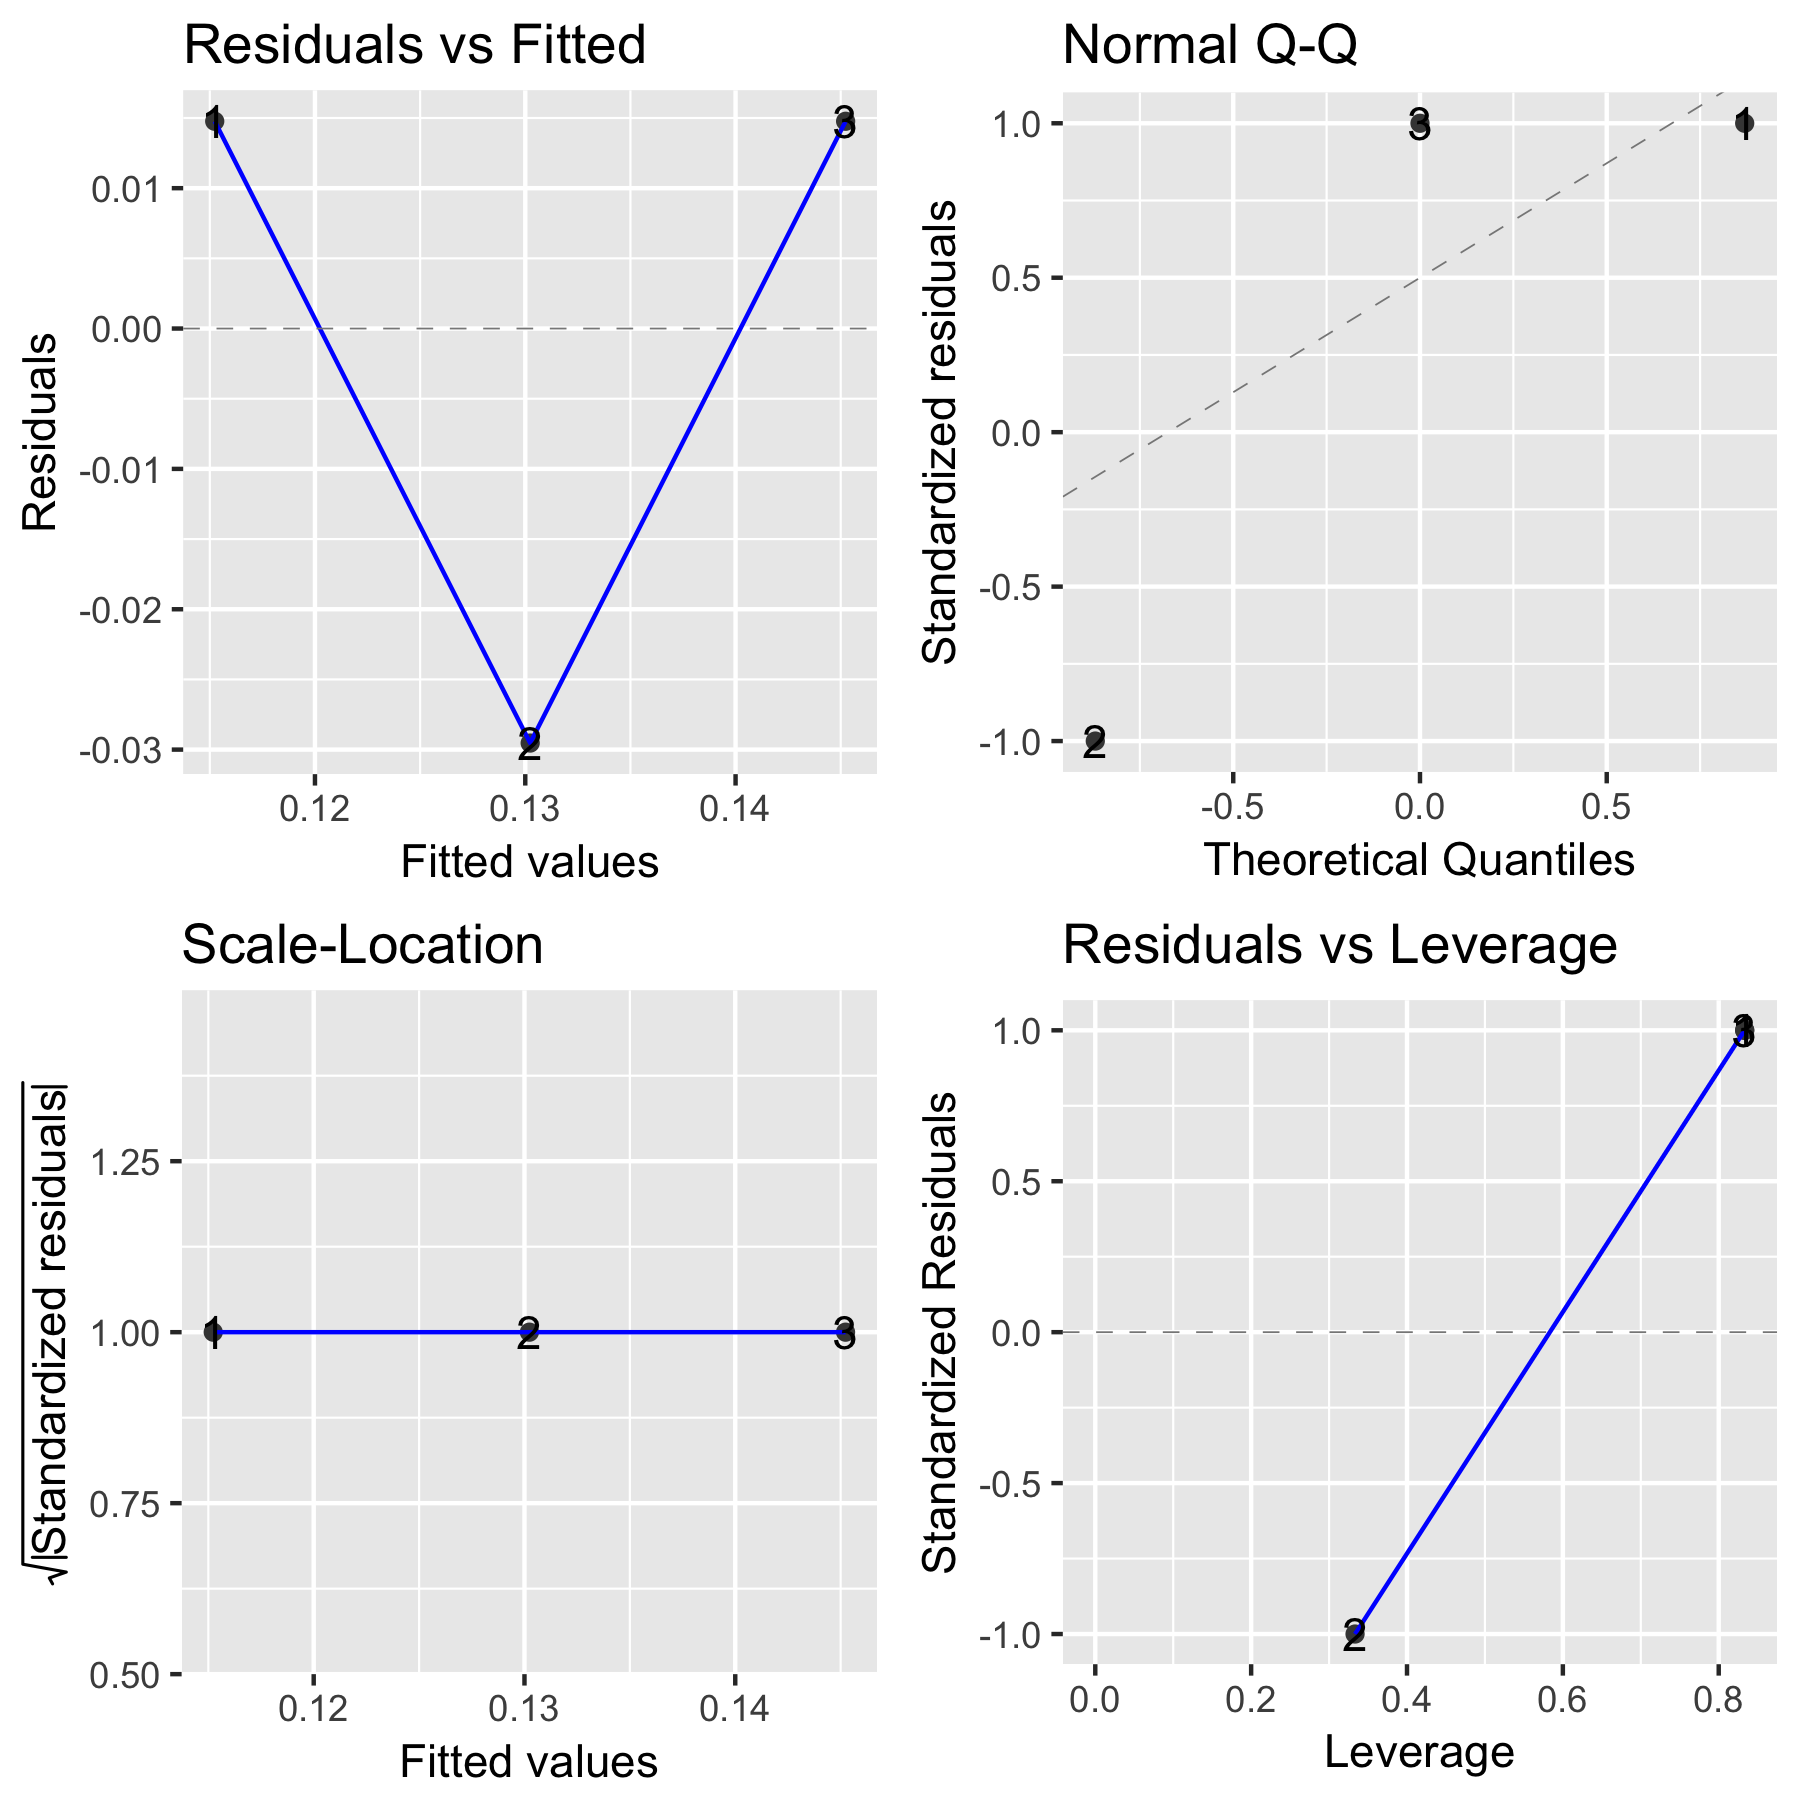 Residuals vs Fitted
Residuals
0.01
0.00
-0.01
-0.02
-0.03
1
2
3
0.12 0.13 0.14
Fitted values
Normal Q-Q
Standardized residuals
1.0
0.5
0.0
-0.5
-1.0
3
1
2
-0.5 0.0 0.5
Theoretical Quantiles
Scale-Location
√|Standardized residuals|
1.25
1.00
0.75
0.50
1
2
3
0.12 0.13 0.14
Fitted values
Residuals vs Leverage
Standardized Residuals
1.0
0.5
0.0
-0.5
-1.0
1
3
2
0.0 0.2 0.4 0.6 0.8
Leverage